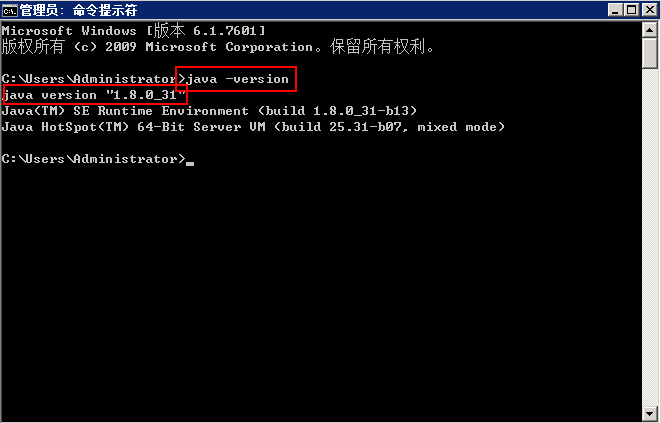 管理员: 命令提示符
Microsoft Windows [版本 6.1.7601]
版权所有 (c) 2009 Microsoft Corporation。保留所有权利。
C:\Users\Administrator>java -version
java version "1.8.0_31"
Java(TM) SE Runtime Environment (build 1.8.0_31-b13)
Java HotSpot(TM) 64-Bit Server VM (build 25.31-b07, mixed mode)
C:\Users\Administrator>